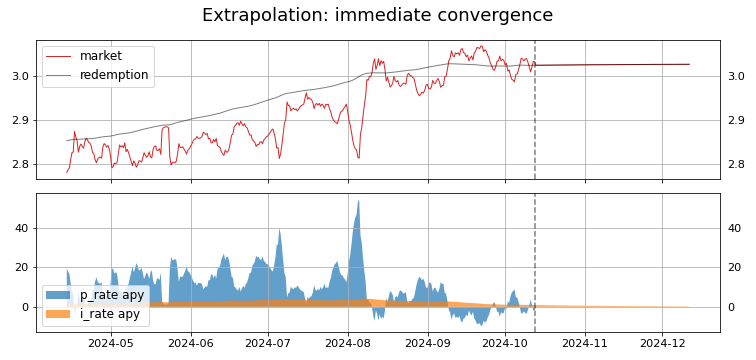 Extrapolation: immediate convergence
market
redemption
3.0 3.0
2.9 2.9
2.8 2.8
40 40
20 20
0 0
p_rate apy
i_rate apy
2024-05 2024-06 2024-07 2024-08 2024-09 2024-10 2024-11 2024-12